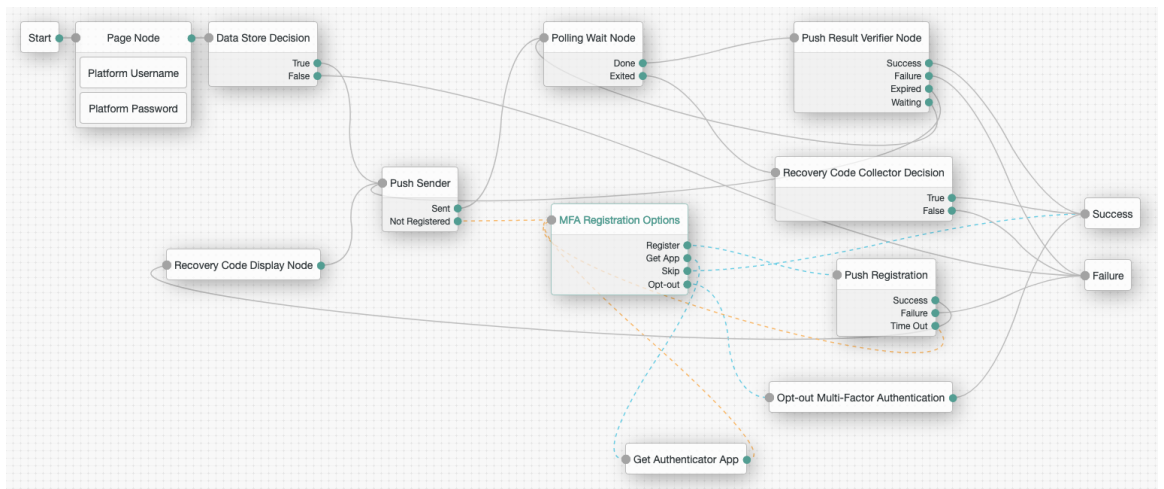 Start
Page Node
Platform Username
Platform Password
Data Store Decision
True
False
Polling Wait Node
Done
Exited
Push Result Verifier Node
Success
Failure
Expired
Waiting
Push Sender
Sent
Not Registered
Recovery Code Collector Decision
True
False
MFA Registration Options
Register
Get App
Skip
Opt-out
Success
Failure
Recovery Code Display Node
Push Registration
Success
Failure
Time Out
Opt-out Multi-Factor Authentication
Get Authenticator App